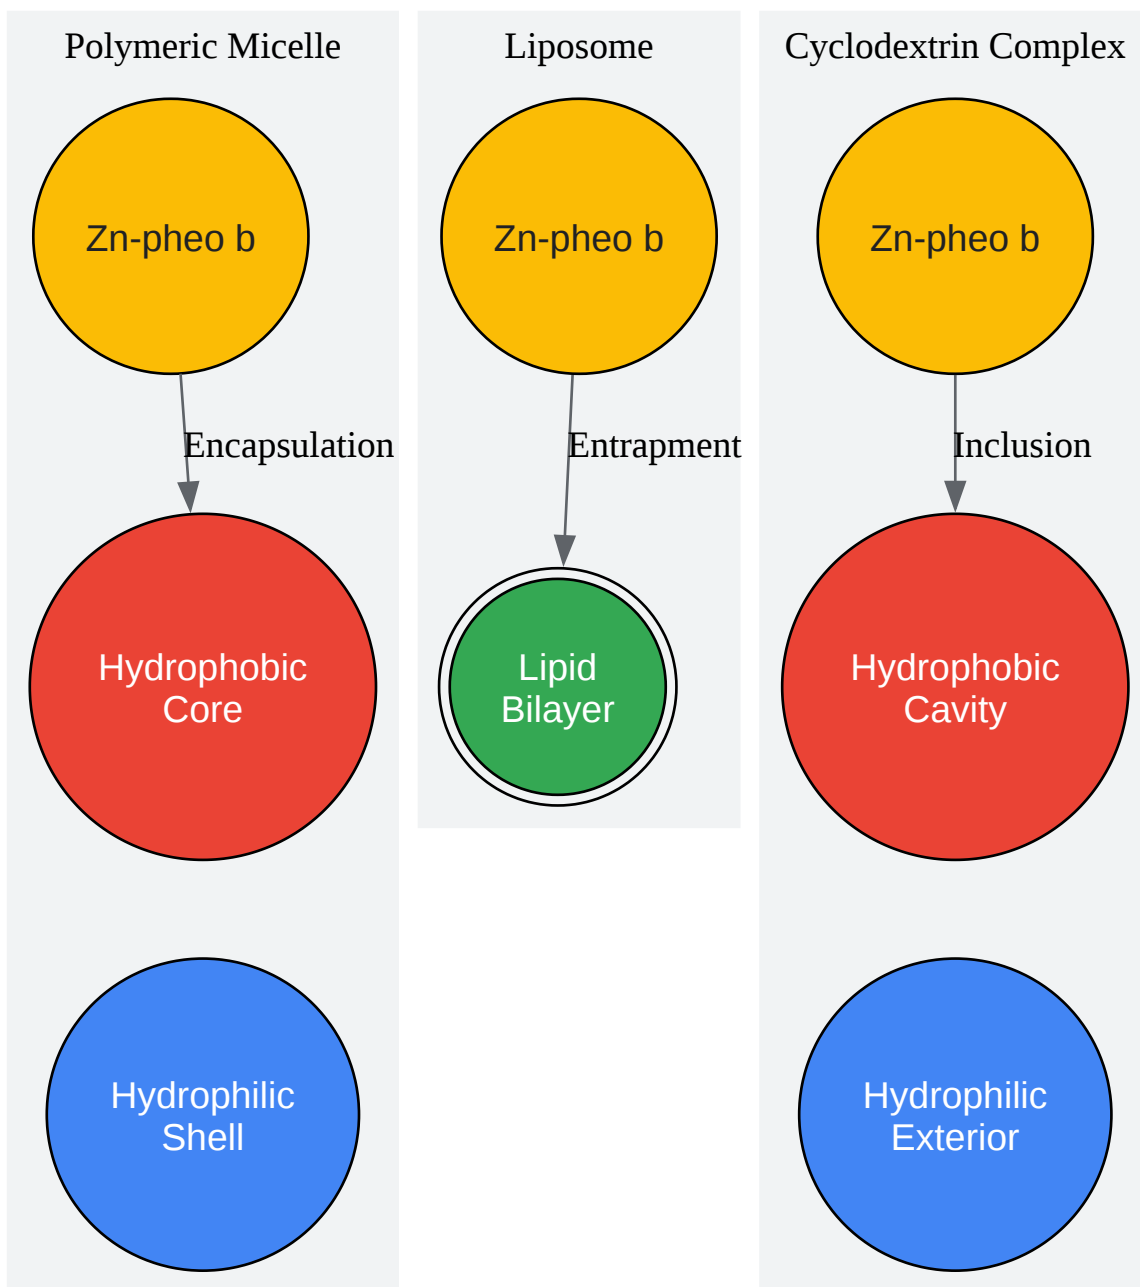 Polymeric Micelle
Zn-pheo b
Encapsulation
Hydrophobic
Core
Hydrophilic
Shell
Liposome
Zn-pheo b
Entrapment
Lipid
Bilayer
Cyclodextrin Complex
Zn-pheo b
Inclusion
Hydrophobic
Cavity
Hydrophilic
Exterior